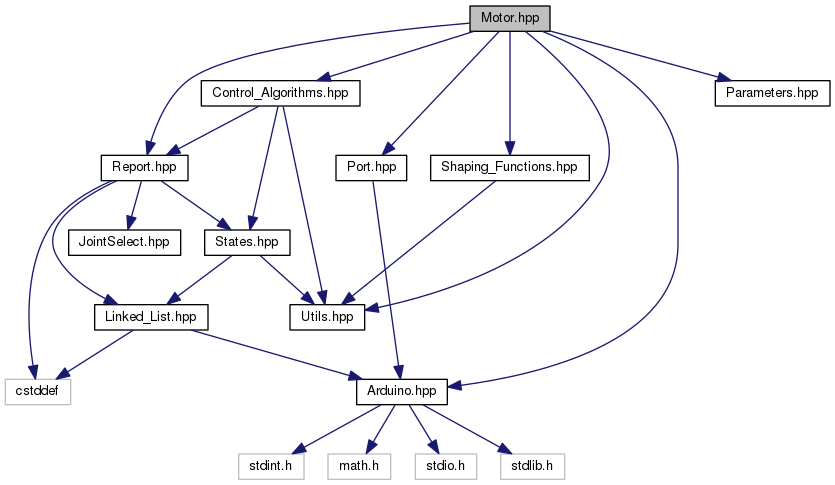 Motor.hpp
Control_Algorithms.hpp
Parameters.hpp
Report.hpp
Port.hpp
Shaping_Functions.hpp
JointSelect.hpp
States.hpp
Linked_List.hpp
Utils.hpp
cstddef
Arduino.hpp
stdint.h
math.h
stdio.h
stdlib.h